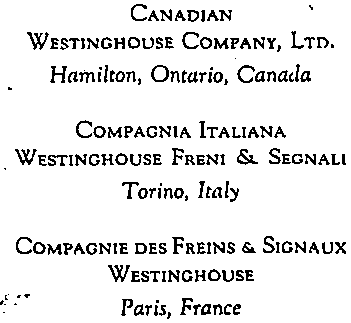 CANADIAN
WESTINGHOUSE COMPANY, LTD.
Hamilton, Ontario, Canada
COMPAGNIA ITALIANA
WESTINGHOUSE FRENI & SEGNALI
Torino, Italy
COMPAGNIE DES FREINS & SIGNAUX
WESTINGHOUSE
Paris, France